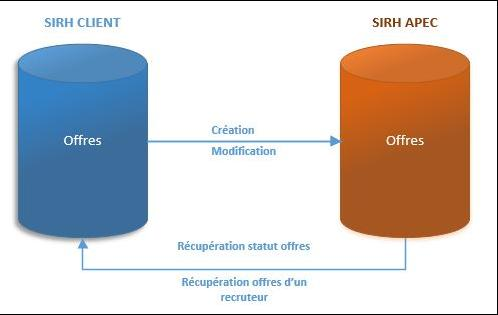 SIRH CLIENT
SIRH APEC
Offres
Offres
Création
Modification
Récupération statut offres
Récupération offres d'un
recruteur